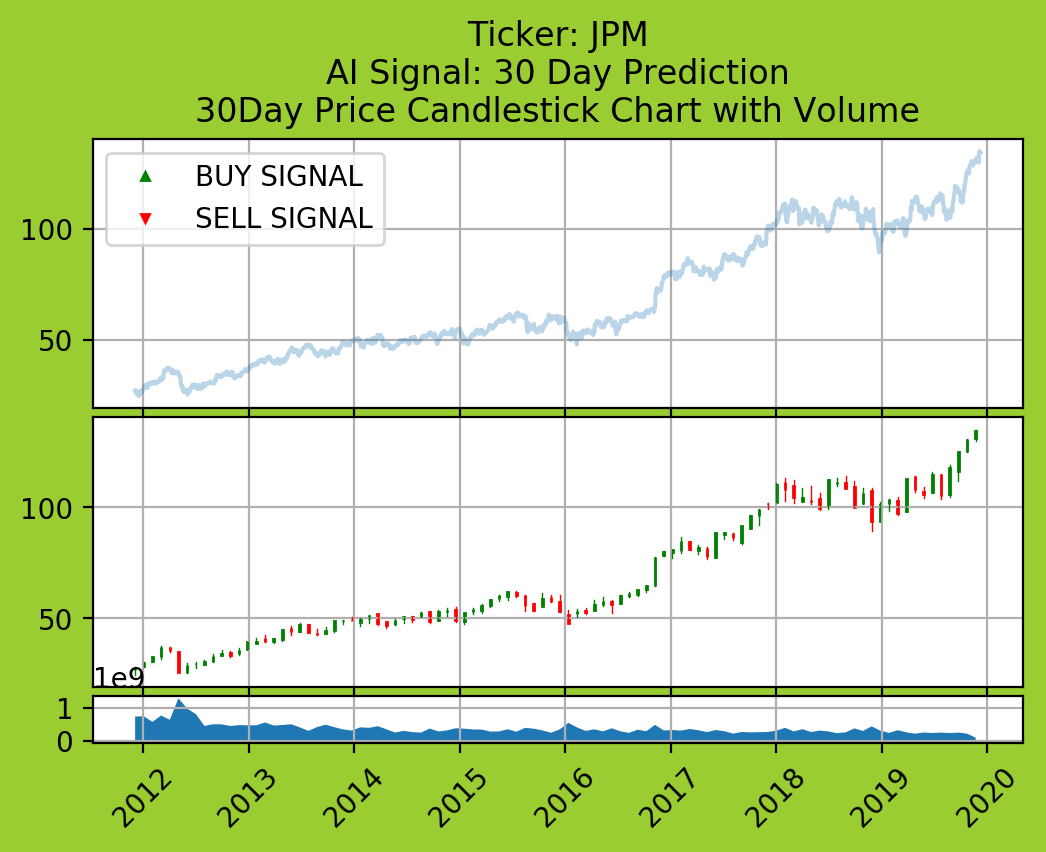 Ticker: JPM
AI Signal: 30 Day Prediction
30Day Price Candlestick Chart with Volume
BUY SIGNAL
SELL SIGNAL
100
50
100
50
1e9
1
0
2012 2013 2014 2015 2016 2017 2018 2019 2020